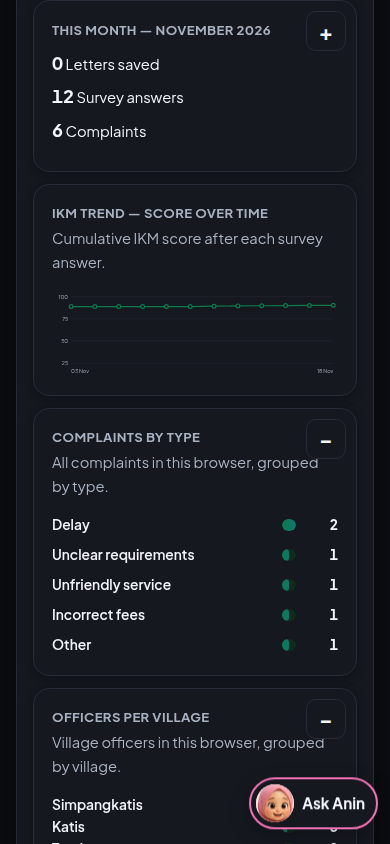 THIS MONTH — NOVEMBER 2026
+
0 Letters saved
12 Survey answers
6 Complaints
IKM TREND — SCORE OVER TIME
Cumulative IKM score after each survey
answer.
100
75
50
25
03 Nov
18 Nov
COMPLAINTS BY TYPE
−
All complaints in this browser, grouped
by type.
Delay 2
Unclear requirements 1
Unfriendly service 1
Incorrect fees 1
Other 1
OFFICERS PER VILLAGE
−
Village officers in this browser, grouped
by village.
Simpangkatis
Katis
Ask Anin